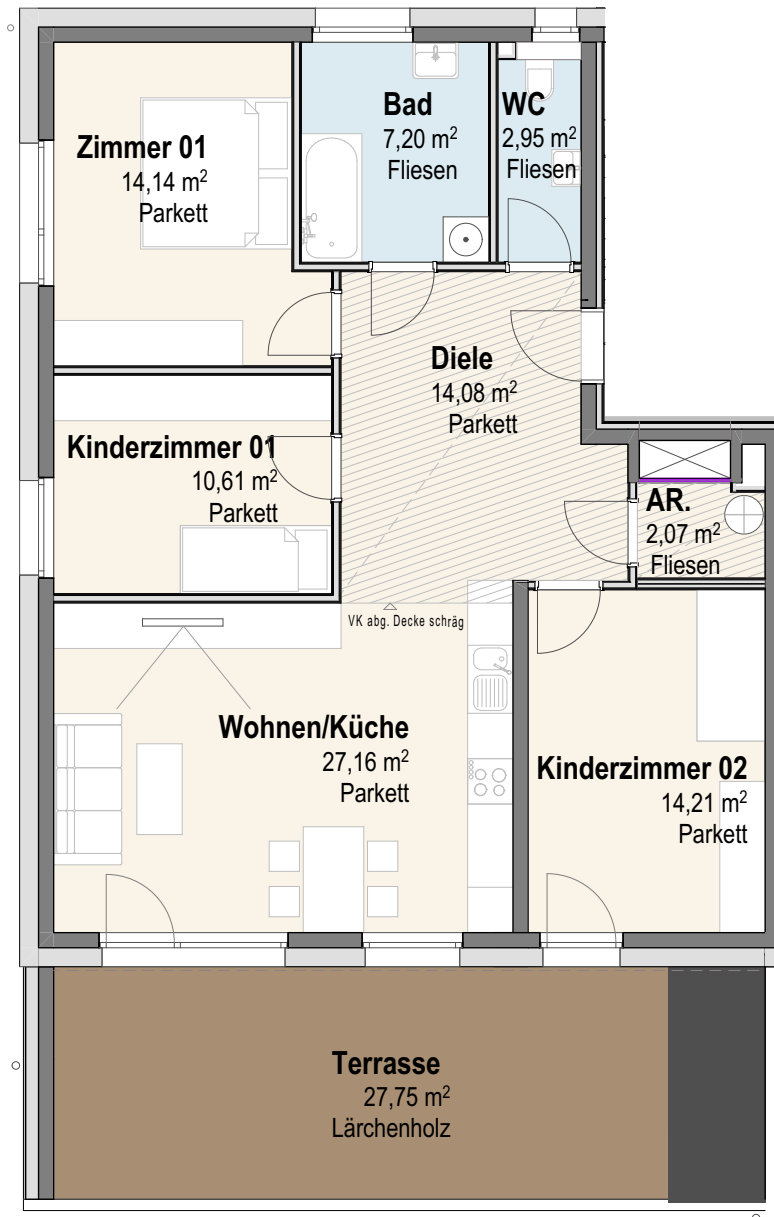 Bad
7,20 m²
Fliesen
WC
2,95 m²
Fliesen
Zimmer 01
14,14 m²
Parkett
Diele
14,08 m²
Parkett
Kinderzimmer 01
10,61 m²
Parkett
AR.
2,07 m²
Fliesen
VK abg. Decke schräg
Wohnen/Küche
27,16 m²
Parkett
Kinderzimmer 02
14,21 m²
Parkett
Terrasse
27,75 m²
Lärchenholz